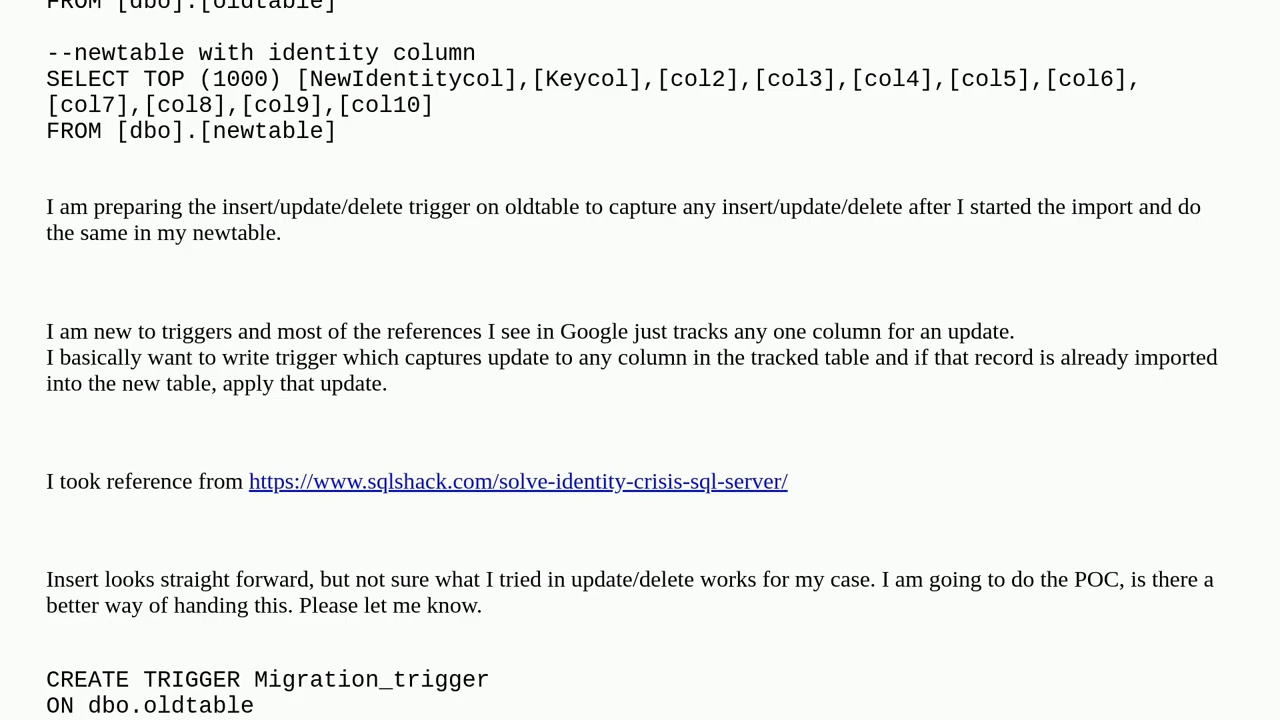 FROM [dbo].[oldtable]
--newtable with identity column
SELECT TOP (1000) [NewIdentitycol],[Keycol],[col2],[col3],[col4],[col5],[col6],
[col7],[col8],[col9],[col10]
FROM [dbo].[newtable]
I am preparing the insert/update/delete trigger on oldtable to capture any insert/update/delete after I started the import and do
the same in my newtable.
I am new to triggers and most of the references I see in Google just tracks any one column for an update.
I basically want to write trigger which captures update to any column in the tracked table and if that record is already imported
into the new table, apply that update.
I took reference from https://www.sqlshack.com/solve-identity-crisis-sql-server/
Insert looks straight forward, but not sure what I tried in update/delete works for my case. I am going to do the POC, is there a
better way of handing this. Please let me know.
CREATE TRIGGER Migration_trigger
ON dbo.oldtable